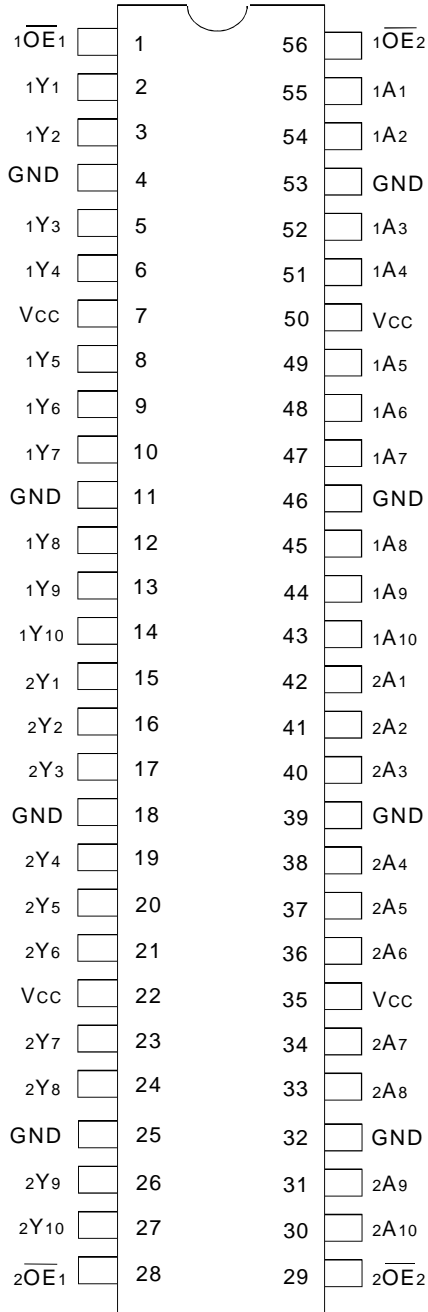 1OE1 1 56 1OE2
1Y1 2 55 1A1
1Y2 3 54 1A2
GND 4 53 GND
1Y3 5 52 1A3
1Y4 6 51 1A4
VCC 7 50 VCC
1Y5 8 49 1A5
1Y6 9 48 1A6
1Y7 10 47 1A7
GND 11 46 GND
1Y8 12 45 1A8
1Y9 13 44 1A9
1Y10 14 43 1A10
2Y1 15 42 2A1
2Y2 16 41 2A2
2Y3 17 40 2A3
GND 18 39 GND
2Y4 19 38 2A4
2Y5 20 37 2A5
2Y6 21 36 2A6
VCC 22 35 VCC
2Y7 23 34 2A7
2Y8 24 33 2A8
GND 25 32 GND
2Y9 26 31 2A9
2Y10 27 30 2A10
2OE1 28 29 2OE2